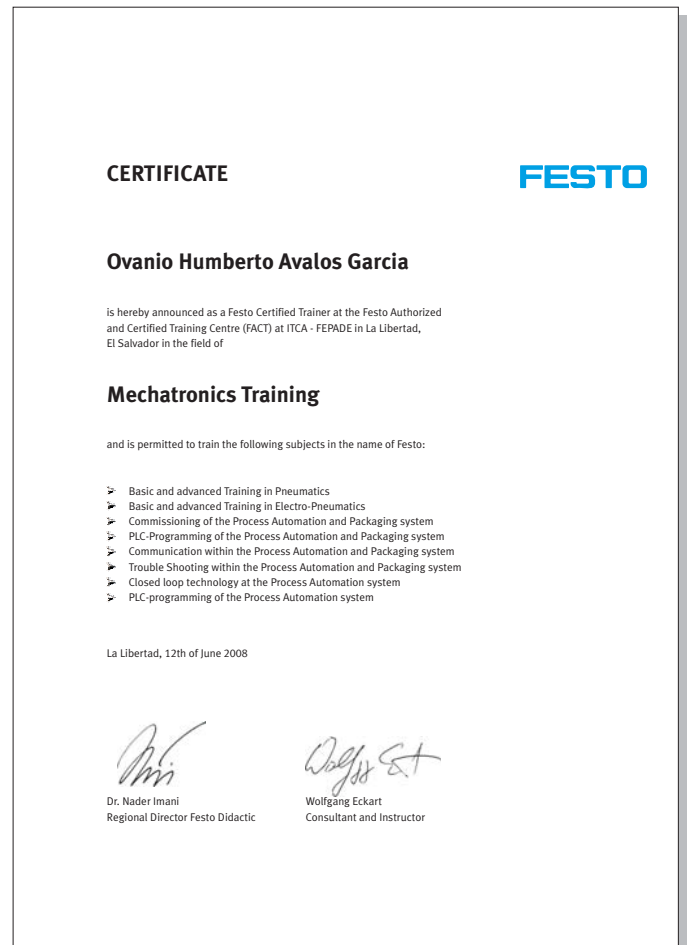 CERTIFICATE
FESTO
Ovanio Humberto Avalos Garcia
is hereby announced as a Festo Certified Trainer at the Festo Authorized
and Certified Training Centre (FACT) at ITCA - FEPADE in La Libertad,
El Salvador in the field of
Mechatronics Training
and is permitted to train the following subjects in the name of Festo:
➢ Basic and advanced Training in Pneumatics
➢ Basic and advanced Training in Electro-Pneumatics
➢ Commissioning of the Process Automation and Packaging system
➢ PLC-Programming of the Process Automation and Packaging system
➢ Communication within the Process Automation and Packaging system
➢ Trouble Shooting within the Process Automation and Packaging system
➢ Closed loop technology at the Process Automation system
➢ PLC-programming of the Process Automation system
La Libertad, 12th of June 2008
Dr. Nader Imani
Regional Director Festo Didactic
Wolfgang Eckart
Consultant and Instructor